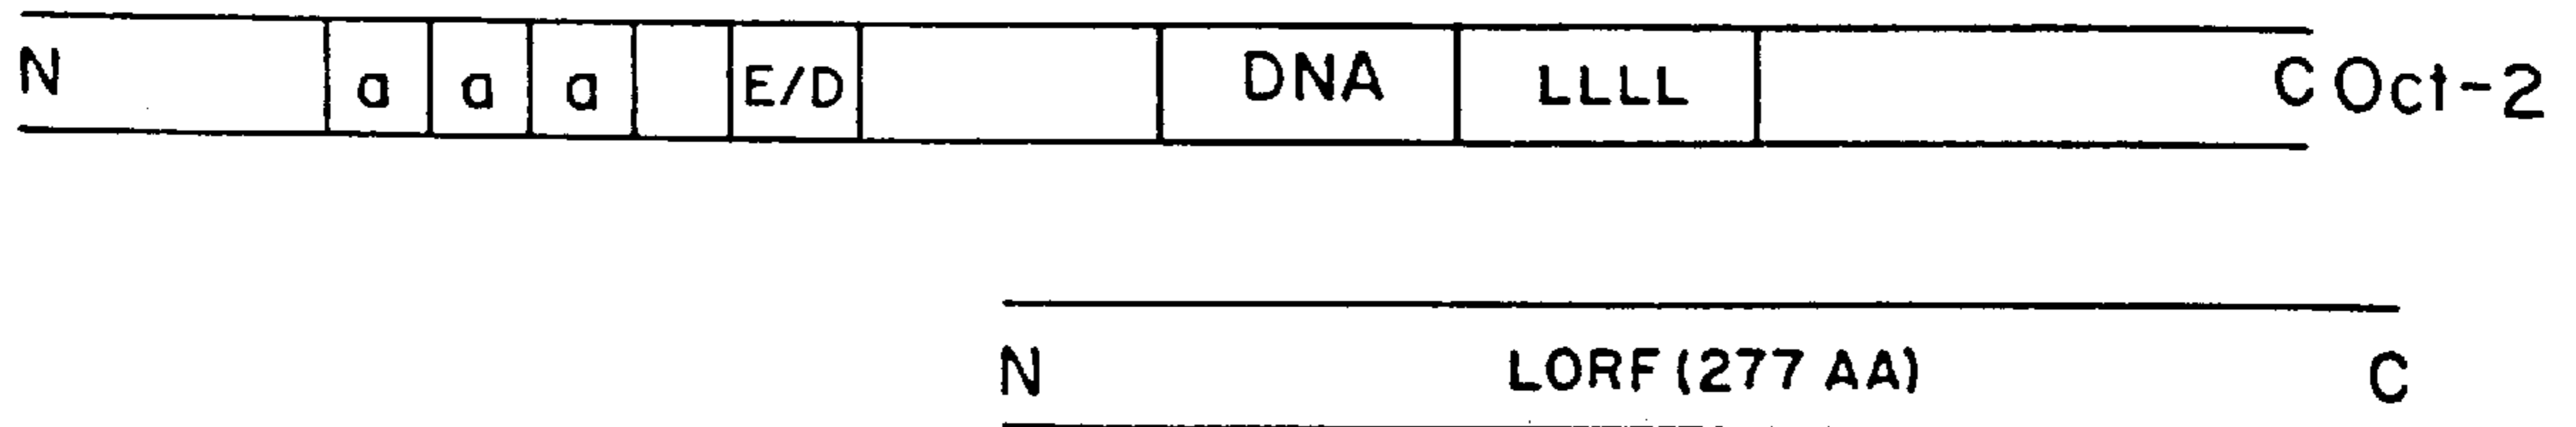 N a a a E/D DNA LLLL C Oct-2
N LORF (277 AA) C